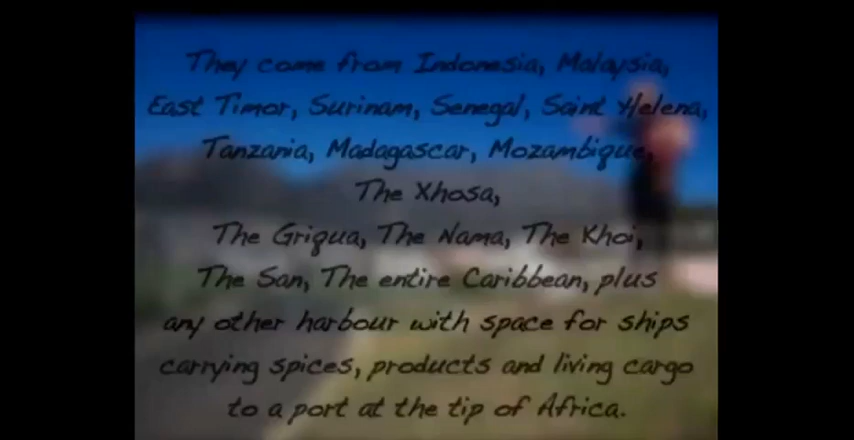 They come from Indonesia, Malaysia,
East Timor, Surinam, Senegal, Saint Helena,
Tanzania, Madagascar, Mozambique,
The Xhosa,
The Griqua, The Nama, The Khoi,
The San, The entire Caribbean, plus
any other harbour with space for ships
carrying spices, products and living cargo
to a port at the tip of Africa.